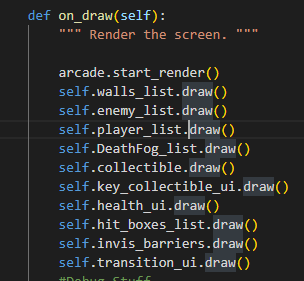 def on_draw(self):
""" Render the screen. """
arcade.start_render()
self.walls_list.draw()
self.enemy_list.draw()
self.player_list.draw()
self.DeathFog_list.draw()
self.collectible.draw()
self.key_collectible_ui.draw()
self.health_ui.draw()
self.hit_boxes_list.draw()
self.invis_barriers.draw()
self.transition_ui.draw()
#Debug Stuff